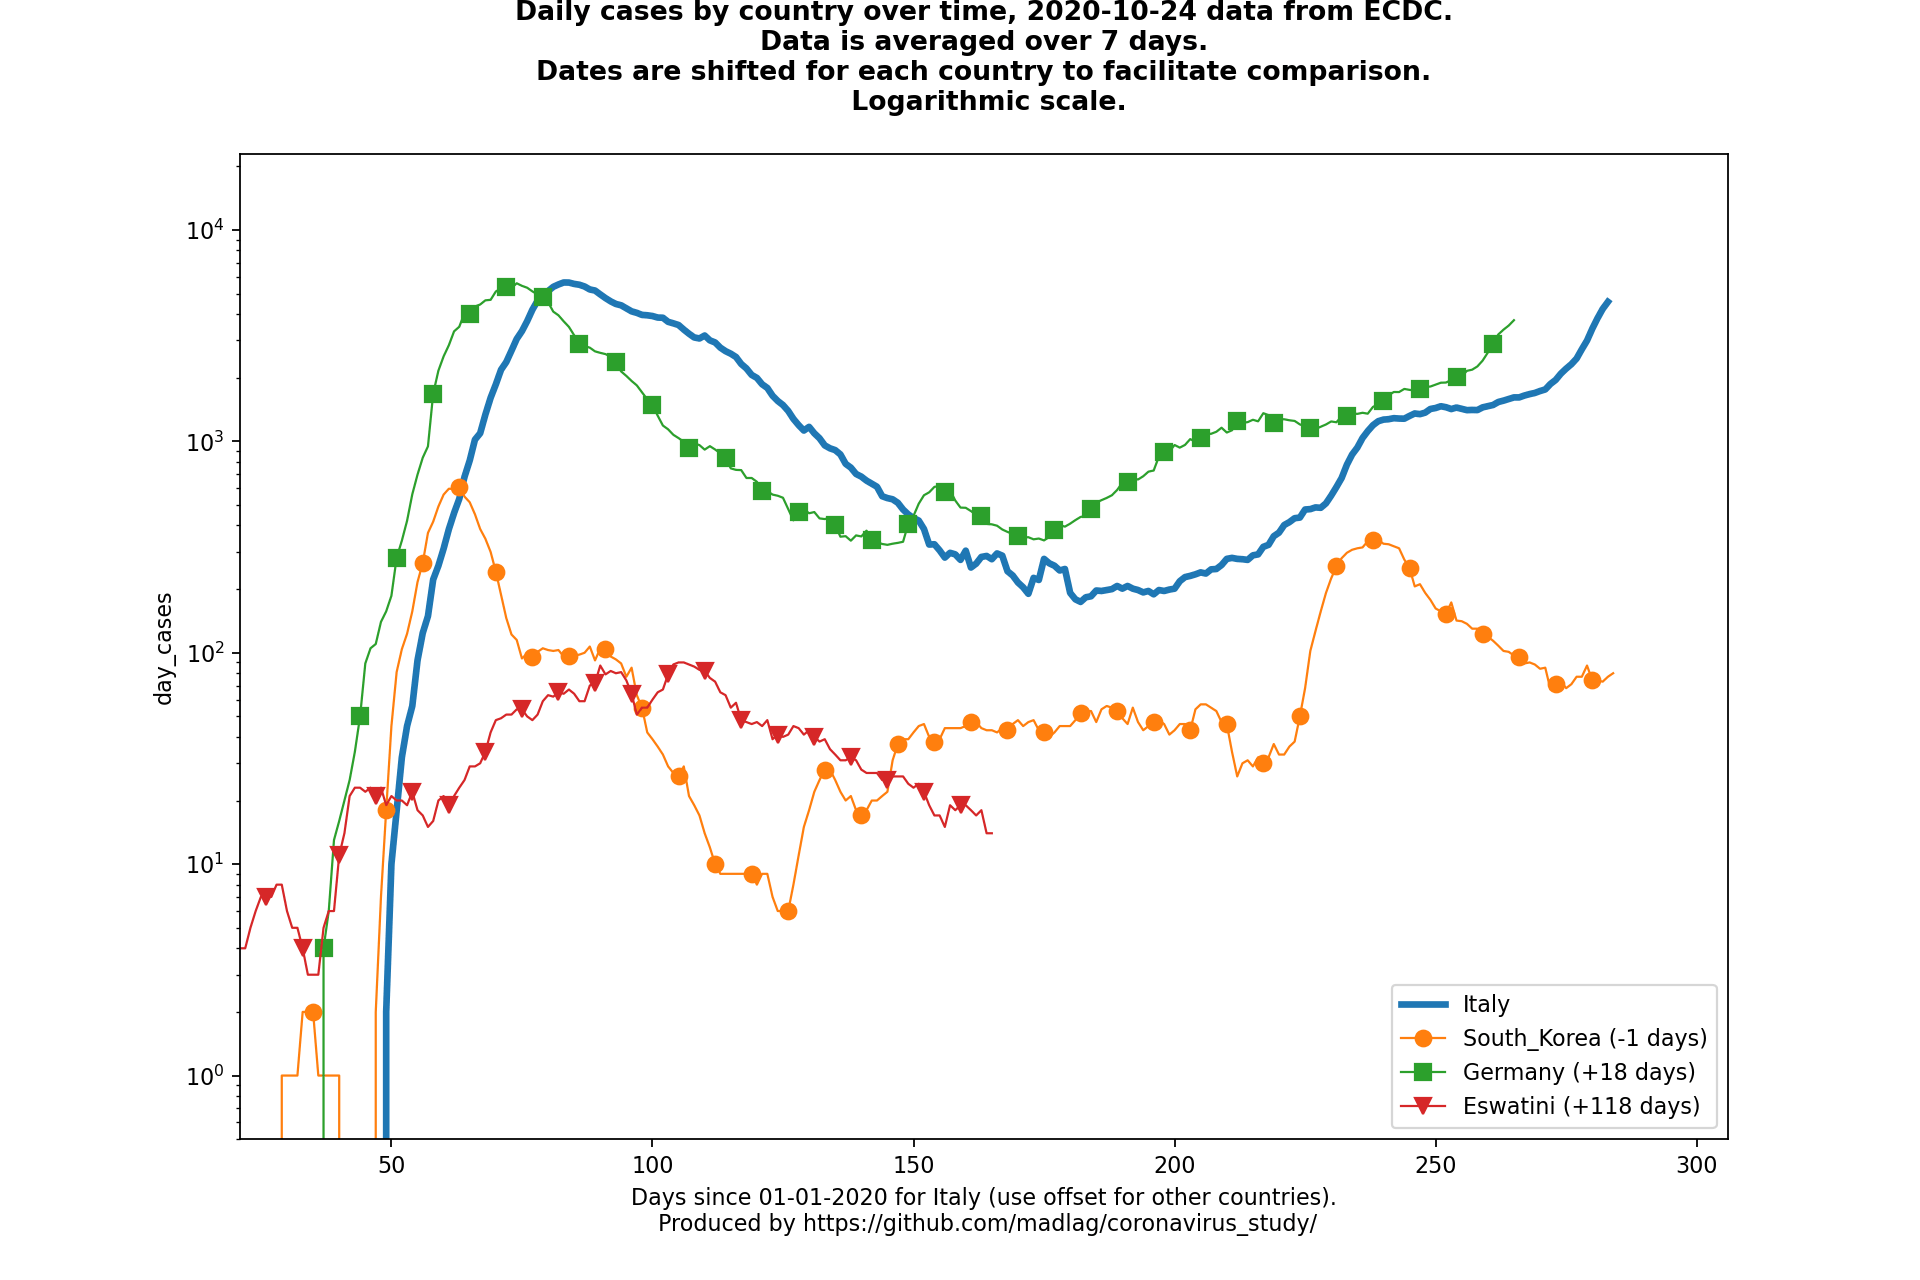 Daily cases by country over time, 2020-10-24 data from ECDC.
Data is averaged over 7 days.
Dates are shifted for each country to facilitate comparison.
Logarithmic scale.
10^4
10^3
10^2
10^1
10^0
day_cases
Italy
South_Korea (-1 days)
Germany (+18 days)
Eswatini (+118 days)
50 100 150 200 250 300
Days since 01-01-2020 for Italy (use offset for other countries).
Produced by https://github.com/madlag/coronavirus_study/